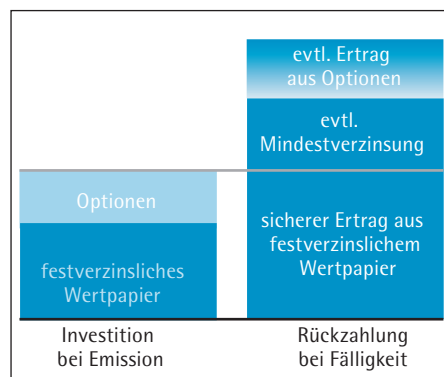 evtl. Ertrag
aus Optionen
evtl.
Mindestverzinsung
Optionen
festverzinsliches
Wertpapier
sicherer Ertrag aus
festverzinslichem
Wertpapier
Investition
bei Emission
Rückzahlung
bei Fälligkeit